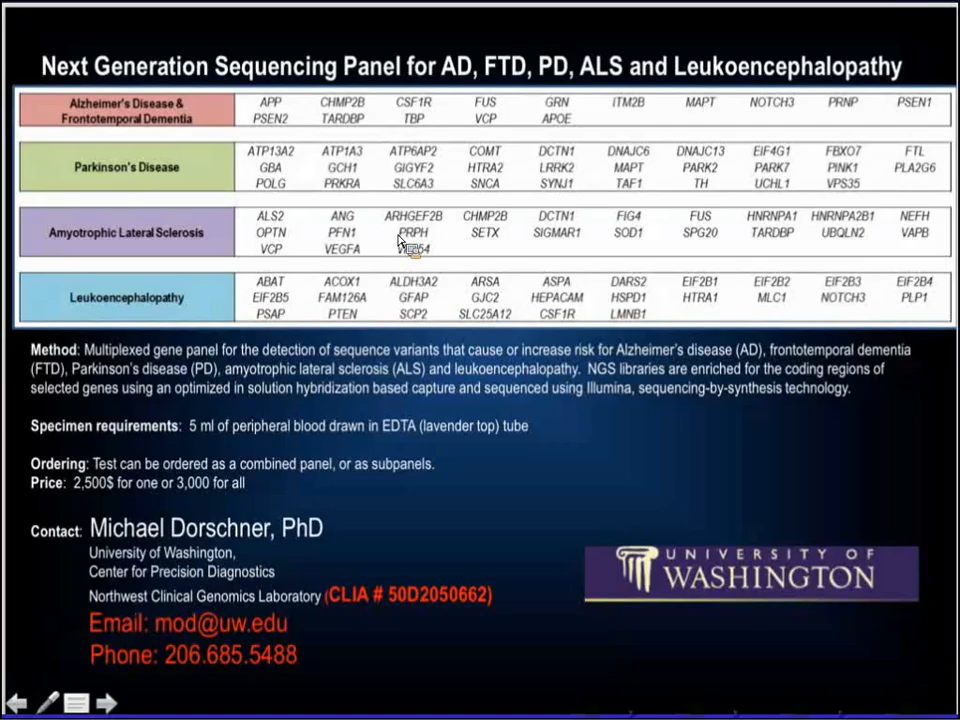 Next Generation Sequencing Panel for AD, FTD, PD, ALS and Leukoencephalopathy
Alzheimer's Disease & Frontotemporal Dementia
APP CHMP2B CSF1R FUS GRN ITM2B MAPT NOTCH3 PRNP PSEN1
PSEN2 TARDBP TBP VCP APOE
Parkinson's Disease
ATP13A2 ATP1A3 ATP6AP2 COMT DCTN1 DNAJC6 DNAJC13 EIF4G1 FBXO7 FTL
GBA GCH1 GIGYF2 HTRA2 LRRK2 MAPT PARK2 PARK7 PINK1 PLA2G6
POLG PRKRA SLC6A3 SNCA SYNJ1 TAF1 TH UCHL1 VPS35
Amyotrophic Lateral Sclerosis
ALS2 ANG ARHGEF2B CHMP2B DCTN1 FIG4 FUS HNRNPA1 HNRNPA2B1 NEFH
OPTN PFN1 PRPH SETX SIGMAR1 SOD1 SPG20 TARDBP UBQLN2 VAPB
VCP VEGFA
Leukoencephalopathy
ABAT ACOX1 ALDH3A2 ARSA ASPA DARS2 EIF2B1 EIF2B2 EIF2B3 EIF2B4
EIF2B5 FAM126A GFAP GJC2 HEPACAM HSPD1 HTRA1 MLC1 NOTCH3 PLP1
PSAP PTEN SCP2 SLC25A12 CSF1R LMNB1
Method: Multiplexed gene panel for the detection of sequence variants that cause or increase risk for Alzheimer's disease (AD), frontotemporal dementia
(FTD), Parkinson's disease (PD), amyotrophic lateral sclerosis (ALS) and leukoencephalopathy. NGS libraries are enriched for the coding regions of
selected genes using an optimized in solution hybridization based capture and sequenced using Illumina, sequencing-by-synthesis technology.
Specimen requirements: 5 ml of peripheral blood drawn in EDTA (lavender top) tube
Ordering: Test can be ordered as a combined panel, or as subpanels.
Price: 2,500$ for one or 3,000 for all
Contact: Michael Dorschner, PhD
University of Washington,
Center for Precision Diagnostics
Northwest Clinical Genomics Laboratory (CLIA # 50D2050662)
Email: mod@uw.edu
Phone: 206.685.5488
UNIVERSITY OF
WASHINGTON